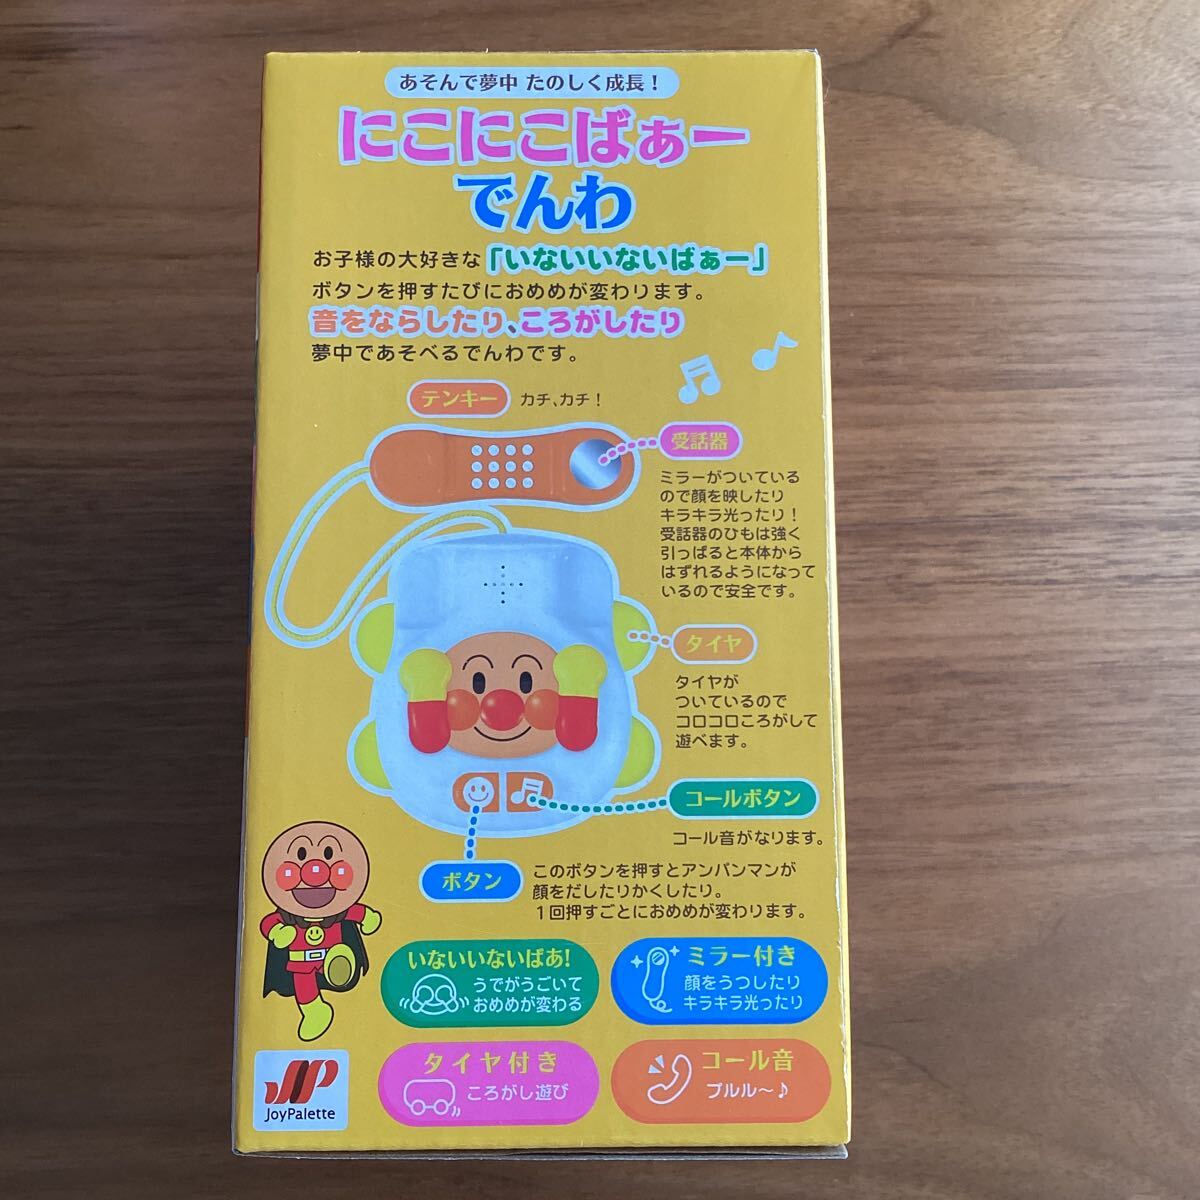 あそんで夢中 たのしく成長！
にこにこばぁー
でんわ
お子様の大好きな「いないいないばぁー」
ボタンを押すたびにおめめが変わります。
音をならしたり、ころがしたり
夢中であそべるでんわです。
テンキー カチ、カチ！
受話器
ミラーがついている
ので顔を映したり
キラキラ光ったり！
受話器のひもは強く
引っぱると本体から
はずれるようになって
いるので安全です。
タイヤ
タイヤが
ついているので
コロコロころがして
遊べます。
コールボタン
コール音がなります。
ボタン
このボタンを押すとアンパンマンが
顔をだしたりかくしたり。
1回押すごとにおめめが変わります。
いないいないばあ!
うでがうごいて
おめめが変わる
ミラー付き
顔をうつしたり
キラキラ光ったり
タイヤ付き
ころがし遊び
コール音
プルル～♪
JoyPalette